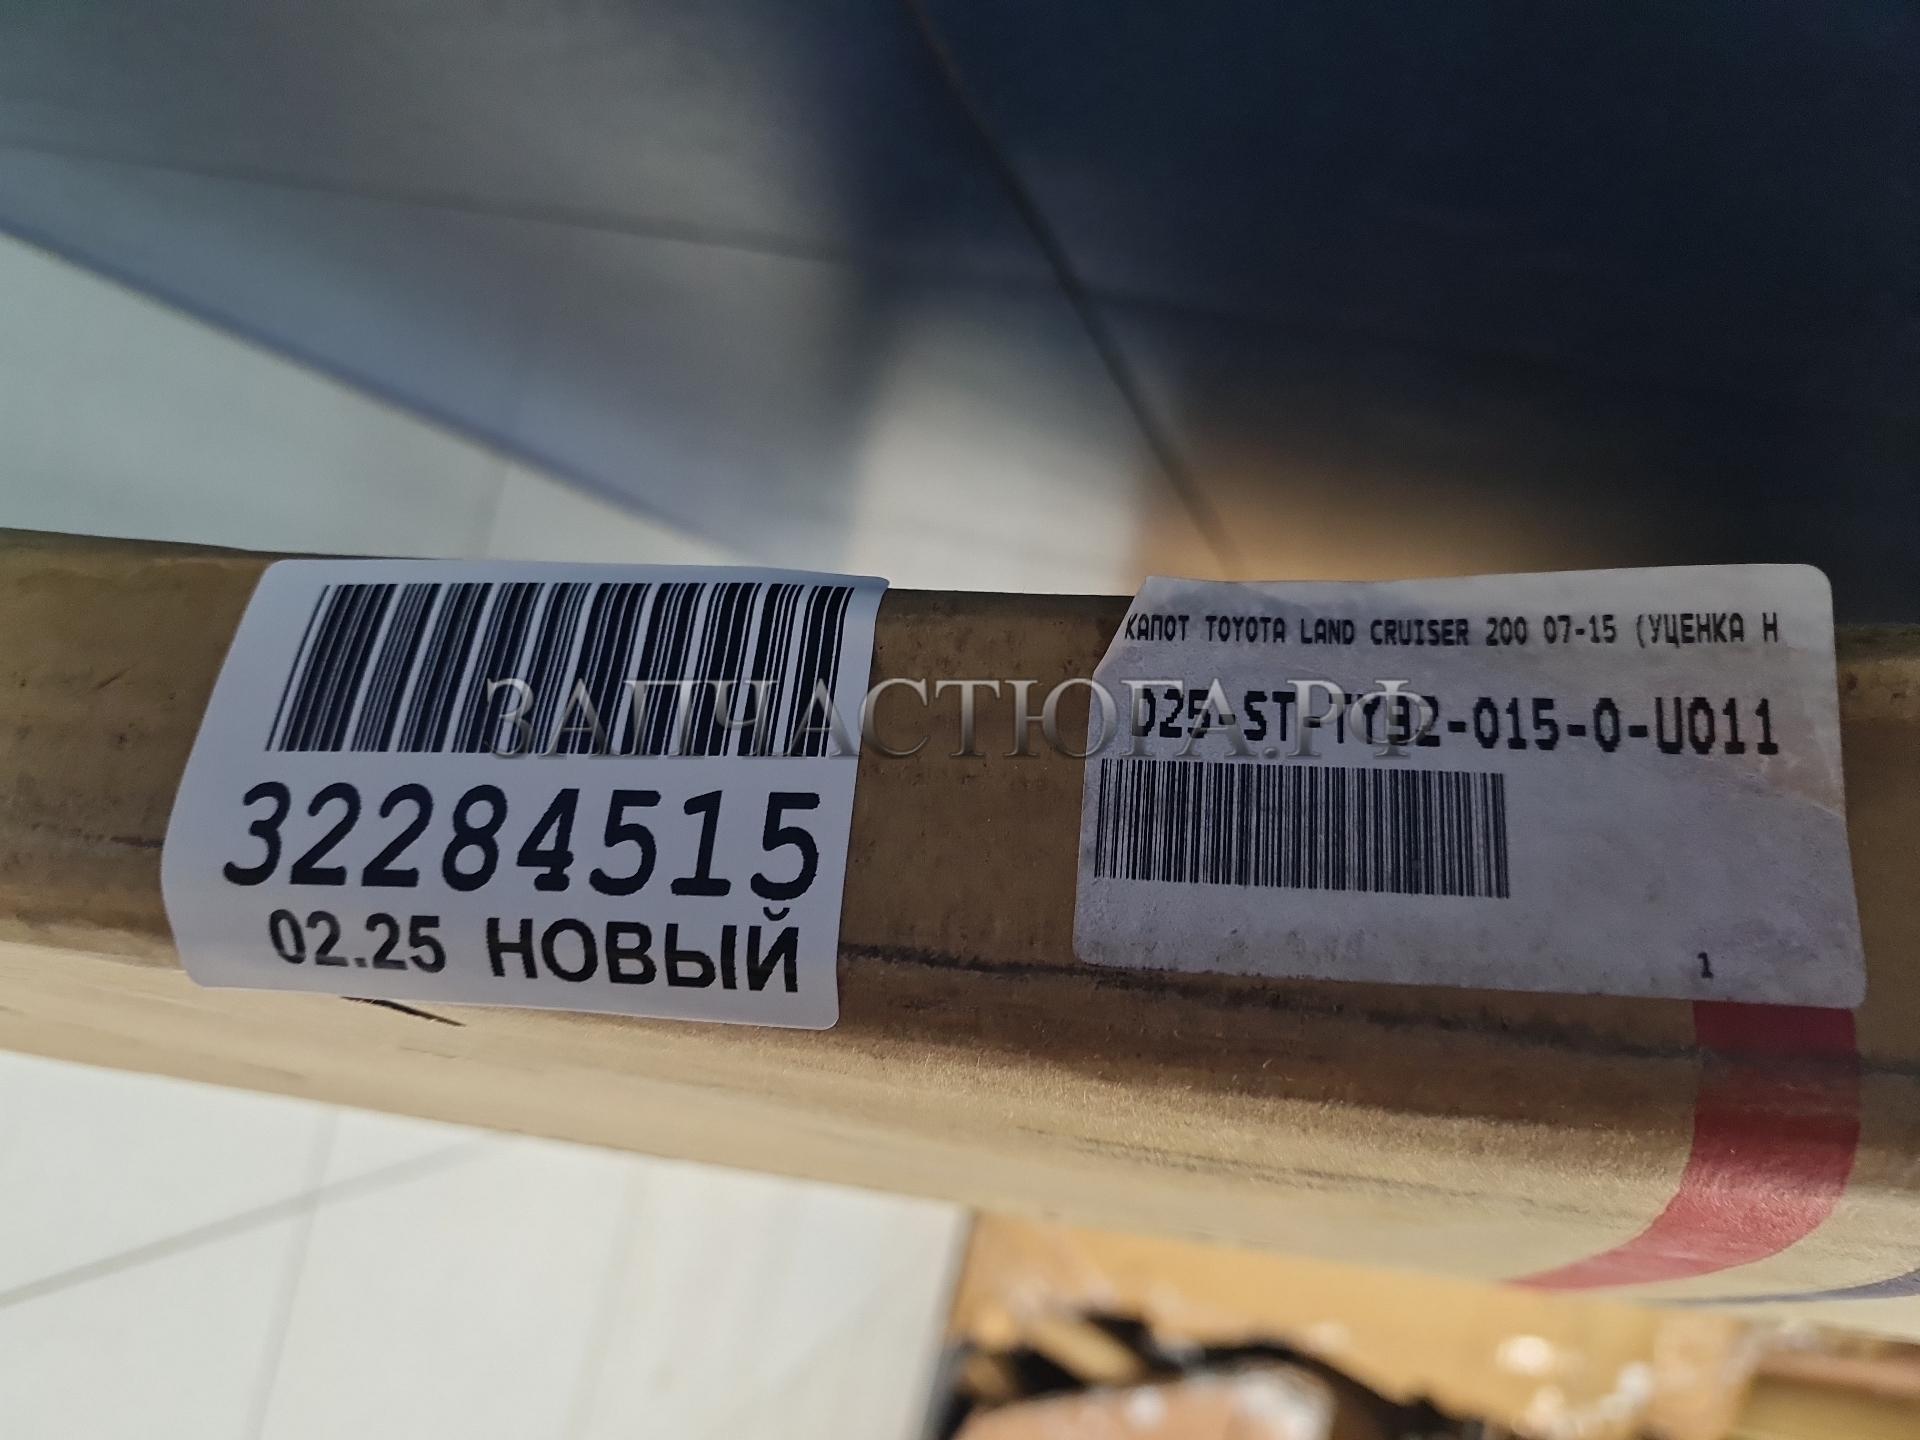 32284515
02.25 НОВЫЙ
КАПОТ TOYOTA LAND CRUISER 200 07-15 (УЦЕНКА Н
D25-ST-TY92-015-0-U011
1
ЗАПЧАСТЮГА.РФ